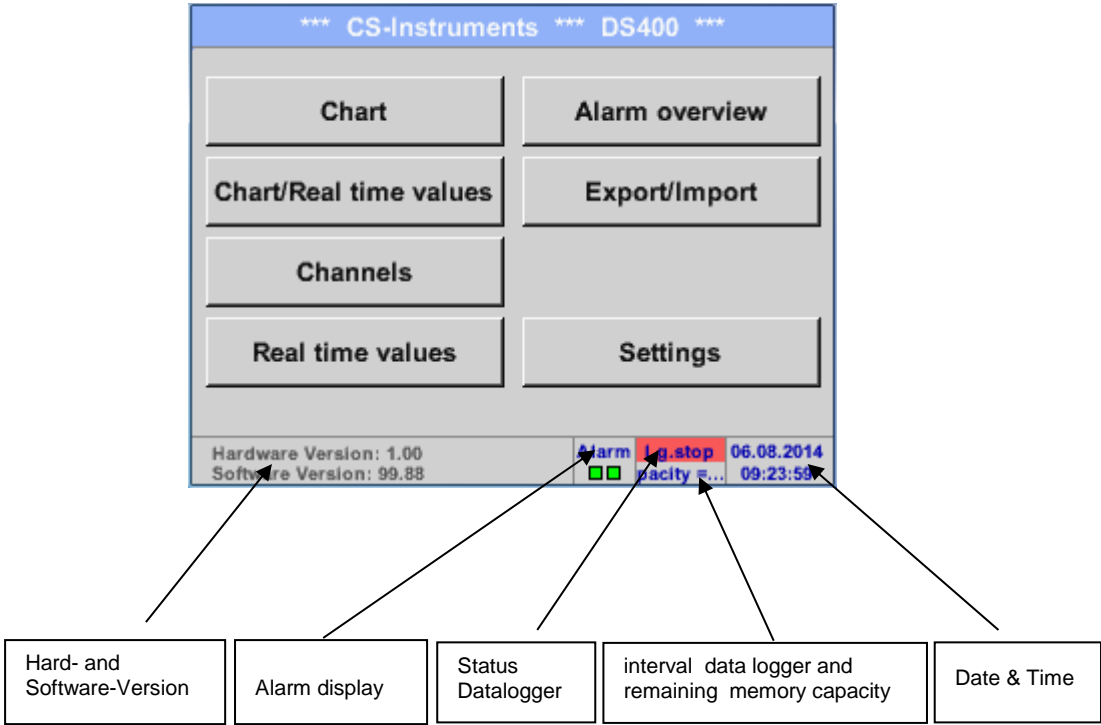 *** CS-Instruments *** DS400 ***
Chart
Alarm overview
Chart/Real time values
Export/Import
Channels
Real time values
Settings
Hardware Version: 1.00
Software Version: 99.88
Alarm
06.08.2014
pacity =...
09:23:59
Hard- and
Software-Version
Alarm display
Status
Datalogger
interval data logger and
remaining memory capacity
Date & Time